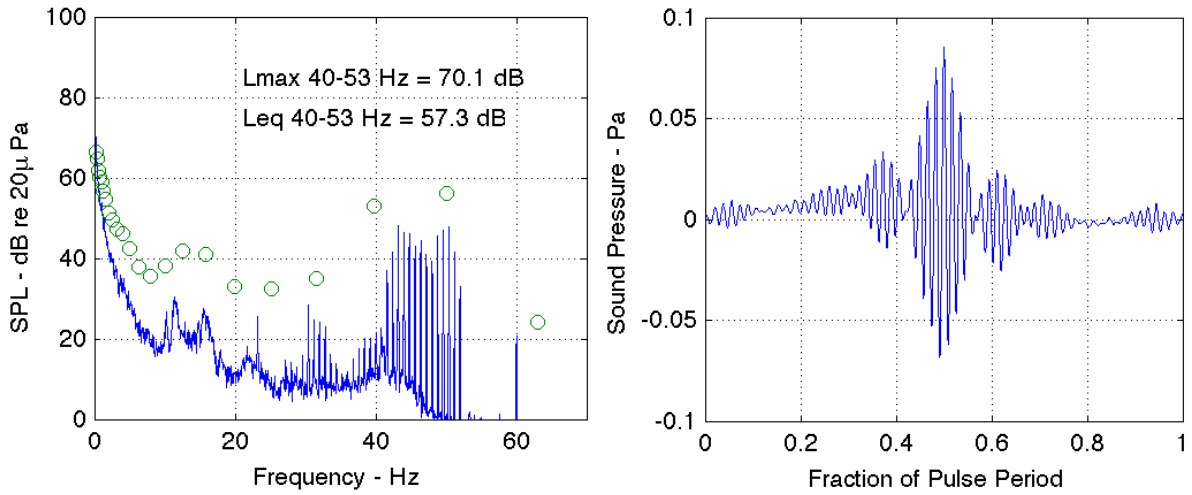 100
80
60
40
20
0
SPL - dB re 20μ Pa
Lmax 40-53 Hz = 70.1 dB
Leq 40-53 Hz = 57.3 dB
0 20 40 60
Frequency - Hz
0.1
0.05
0
-0.05
-0.1
Sound Pressure - Pa
0 0.2 0.4 0.6 0.8 1
Fraction of Pulse Period